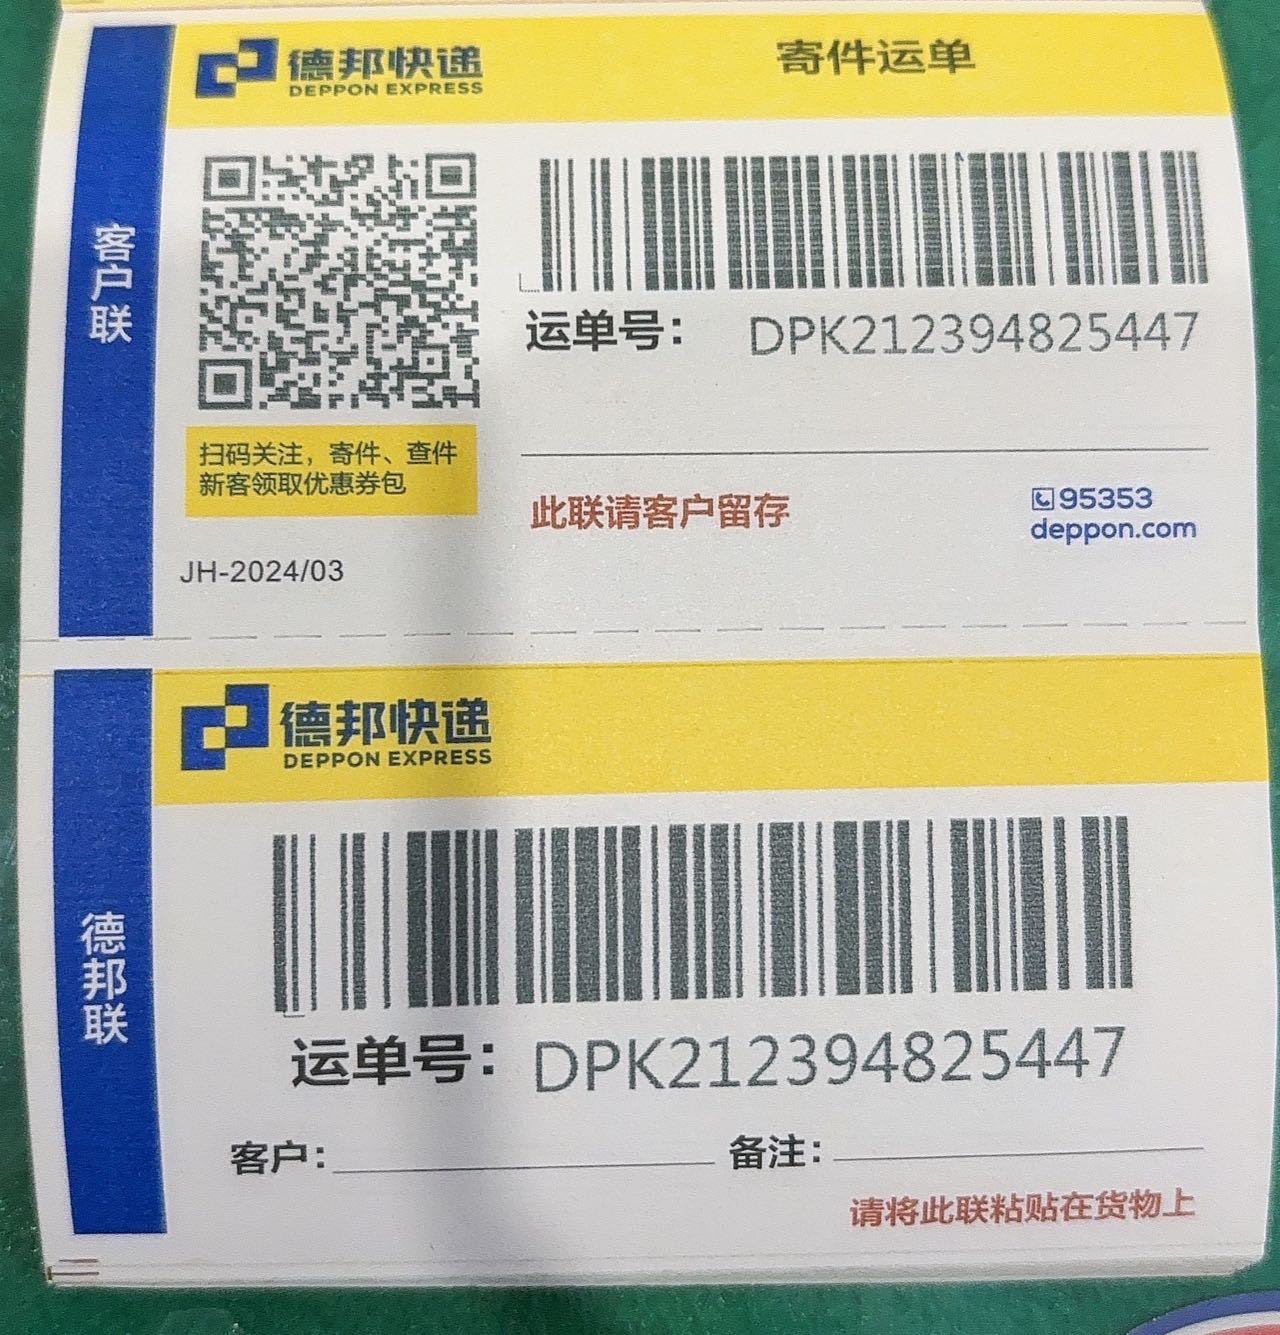 德邦快递
DEPPON EXPRESS
寄件运单
客户联
运单号： DPK212394825447
扫码关注，寄件、查件
新客领取优惠券包
此联请客户留存
95353
deppon.com
JH-2024/03
德邦快递
DEPPON EXPRESS
德邦联
运单号： DPK212394825447
客户： 备注：
请将此联粘贴在货物上